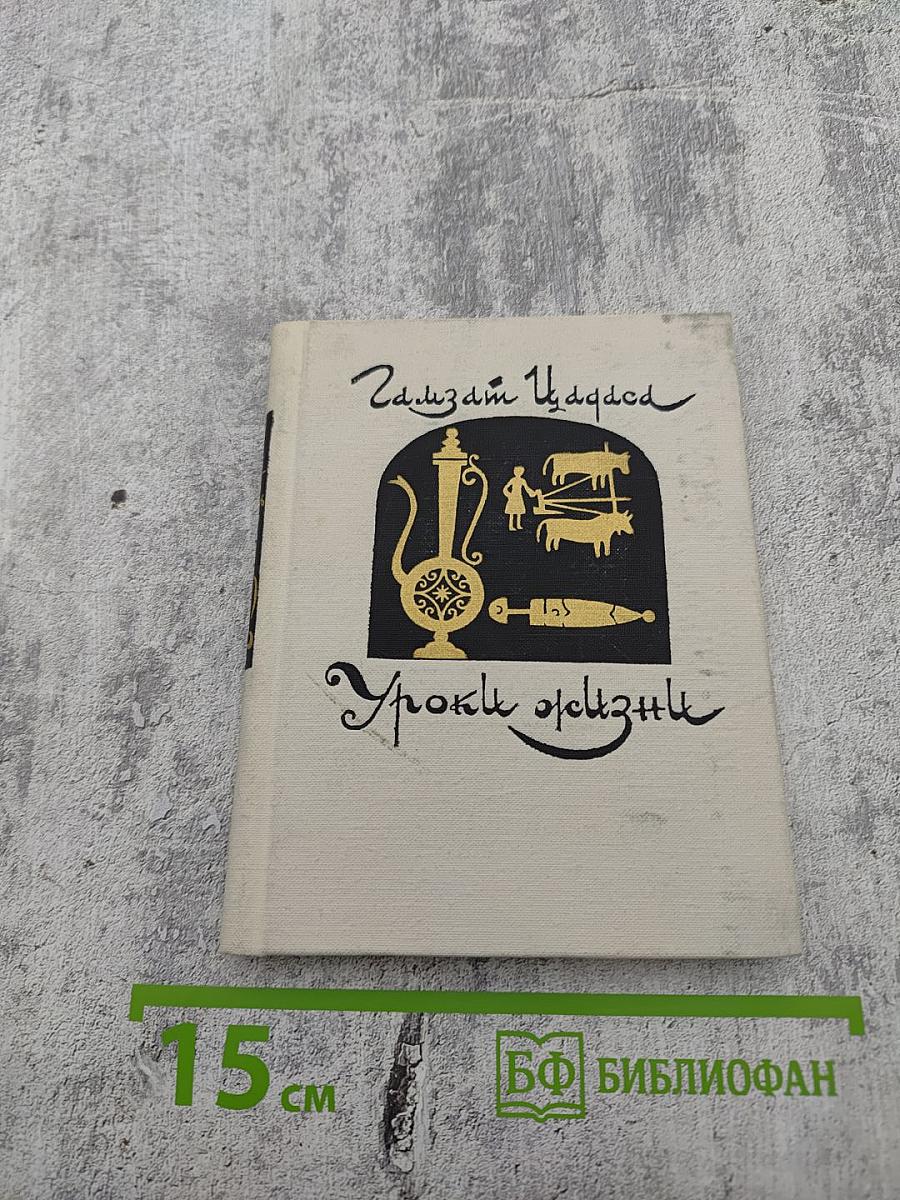 Гамзат Цадаса
Уроки жизни
15 см
БФ БИБЛИОФАН